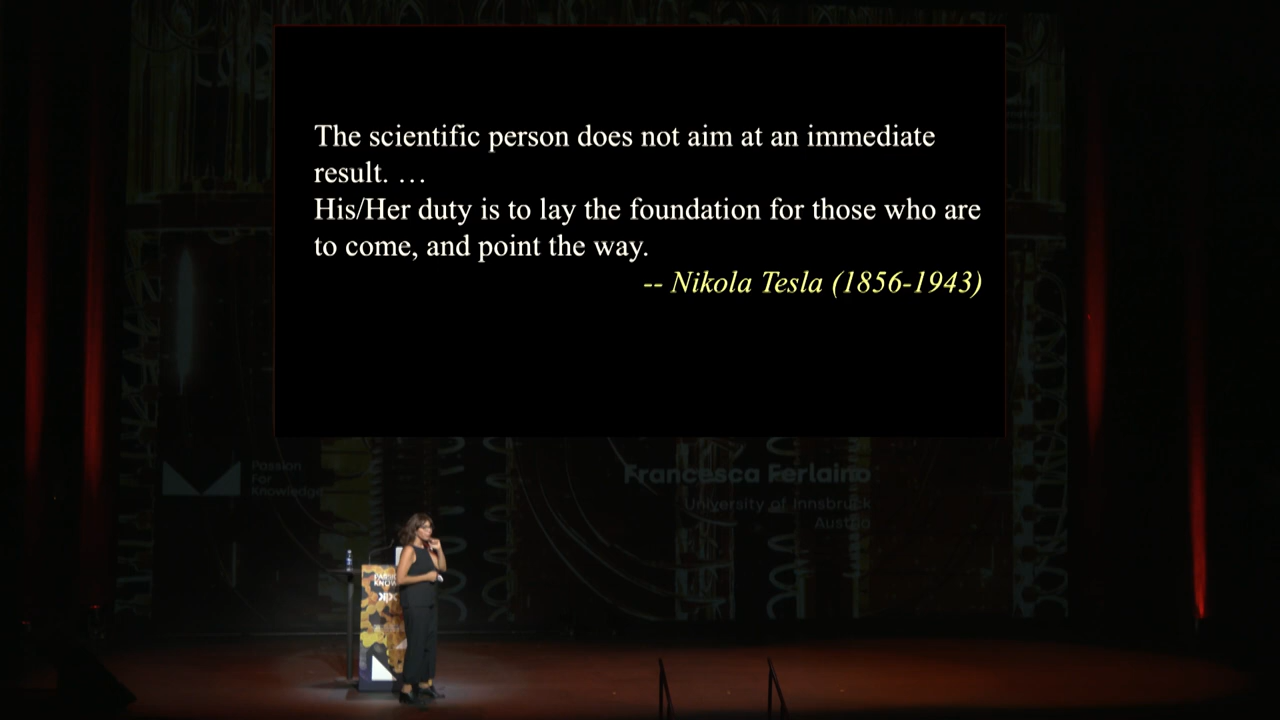 The scientific person does not aim at an immediate
result. …
His/Her duty is to lay the foundation for those who are
to come, and point the way.
-- Nikola Tesla (1856-1943)
Passion
For
Knowledge
Francesca Ferlaino
University of Innsbruck
Austria